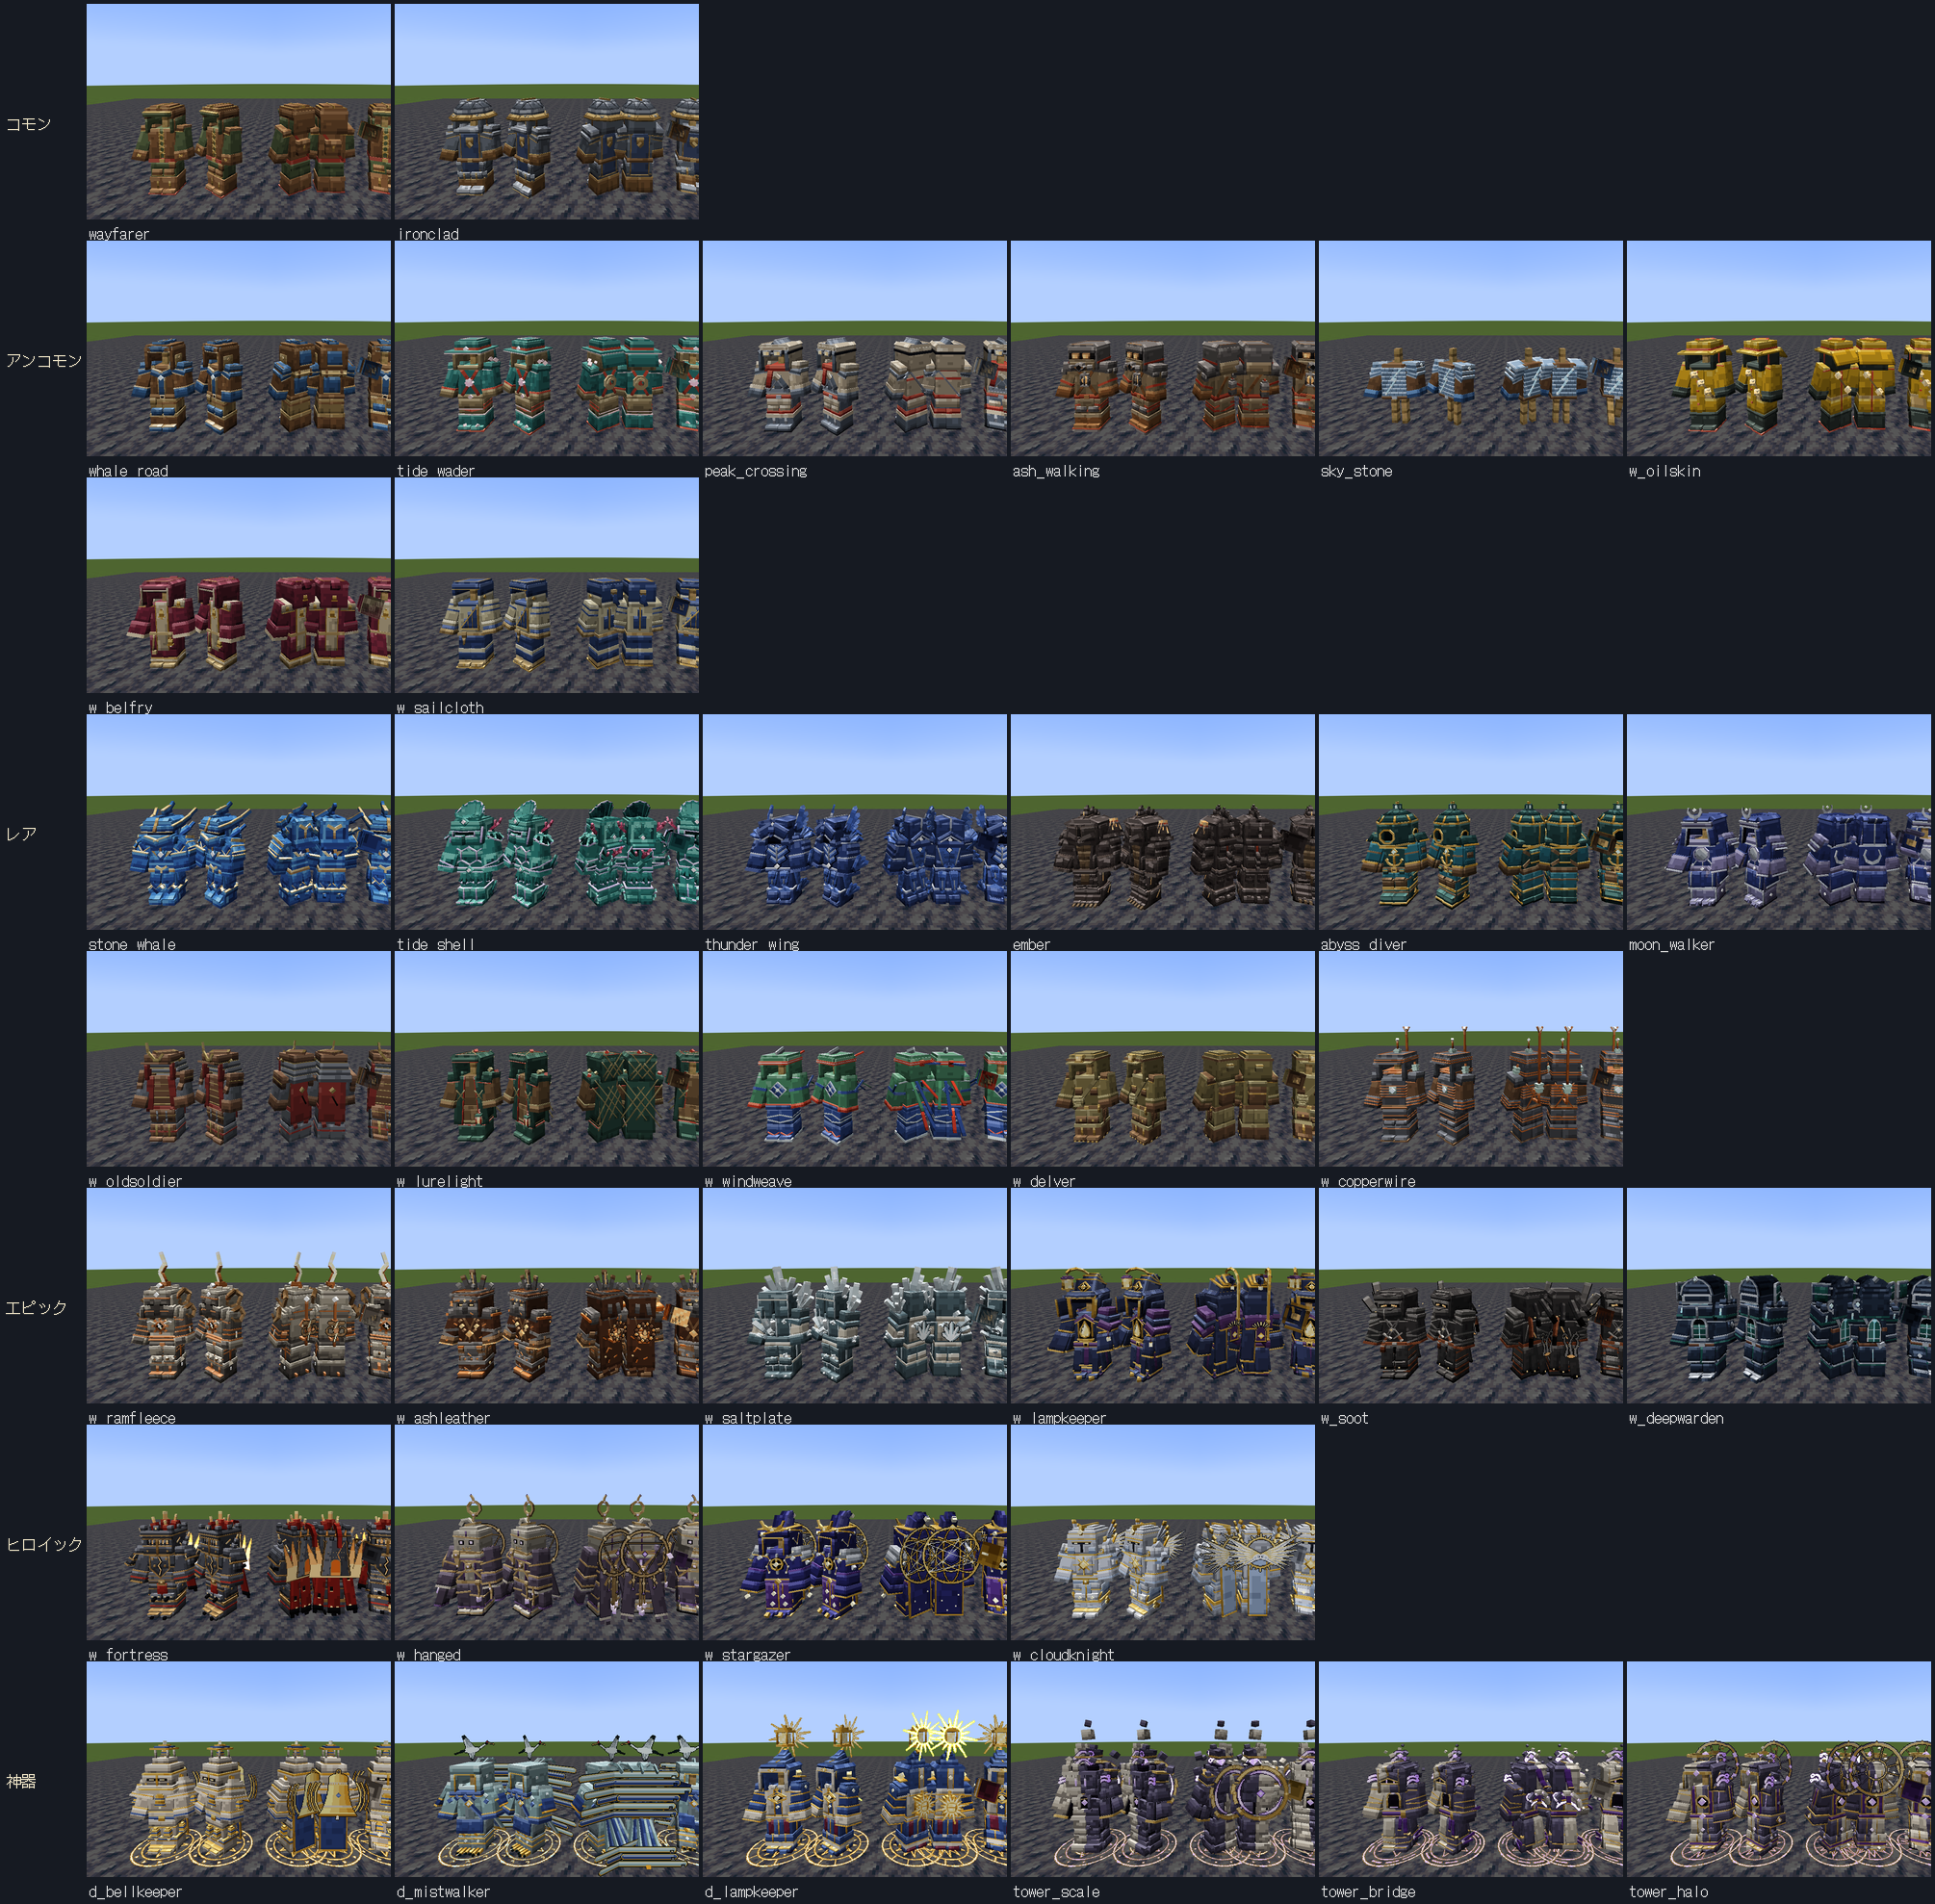 コモン
wayfarer
ironclad
アンコモン
whale_road
tide_wader
peak_crossing
ash_walking
sky_stone
w_oilskin
w_belfry
w_sailcloth
レア
stone_whale
tide_shell
thunder_wing
ember
abyss_diver
moon_walker
w_oldsoldier
w_lurelight
w_windweave
w_delver
w_copperwire
エピック
w_ramfleece
w_ashleather
w_saltplate
w_lampkeeper
w_soot
w_deepwarden
ヒロイック
w_fortress
w_hanged
w_stargazer
w_cloudknight
神器
d_bellkeeper
d_mistwalker
d_lampkeeper
tower_scale
tower_bridge
tower_halo